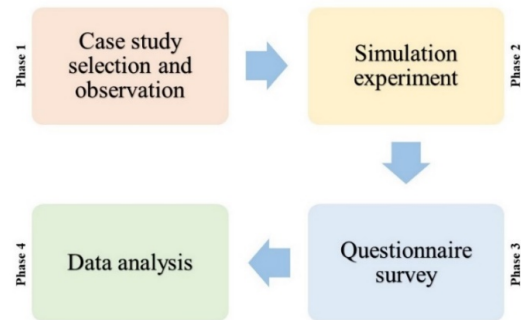 Phase 1
Case study
selection and
observation
Simulation
experiment
Phase 2
Phase 4
Data analysis
Questionnaire
survey
Phase 3